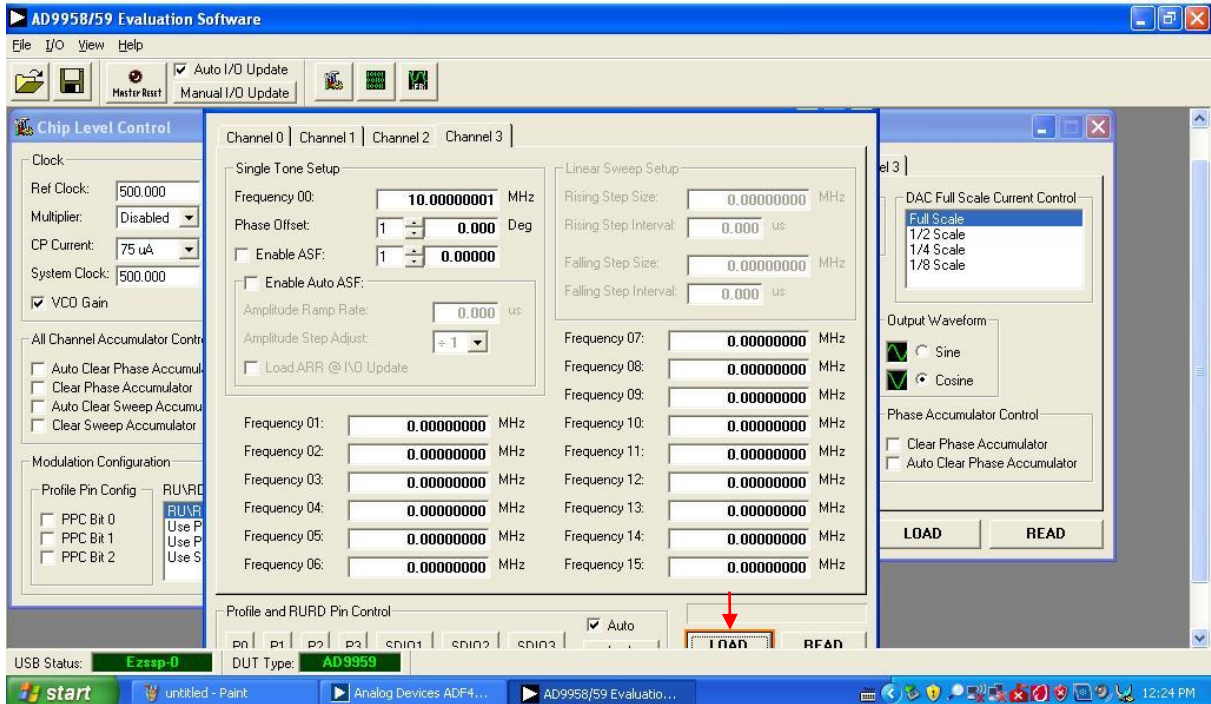 AD9958/59 Evaluation Software
File I/O View Help
Master Reset
Auto I/O Update
Manual I/O Update
Chip Level Control
Clock
Ref Clock: 500.000
Multiplier: Disabled
CP Current: 75 uA
System Clock: 500.000
VCO Gain
All Channel Accumulator
Auto Clear Phase
Clear Phase Accumulator
Auto Clear Sweep
Clear Sweep Accumulator
Modulation Configuration
Profile Pin Config
PPC Bit 0
PPC Bit 1
PPC Bit 2
Use
Use
Use
Channel 0 Channel 1 Channel 2 Channel 3
Single Tone Setup
Frequency 00: 10.00000001 MHz
Phase Offset: 1 0.000 Deg
Enable ASF: 1 0.00000
Enable Auto ASF:
Amplitude Ramp Rate: 0.000 us
Amplitude Step Adjust: ÷ 1
Load ARR @ I\O Update
Linear Sweep Setup
Rising Step Size: 0.00000000 MHz
Rising Step Interval: 0.000 us
Falling Step Size: 0.00000000 MHz
Falling Step Interval: 0.000 us
Frequency 01: 0.00000000 MHz
Frequency 02: 0.00000000 MHz
Frequency 03: 0.00000000 MHz
Frequency 04: 0.00000000 MHz
Frequency 05: 0.00000000 MHz
Frequency 06: 0.00000000 MHz
Frequency 07: 0.00000000 MHz
Frequency 08: 0.00000000 MHz
Frequency 09: 0.00000000 MHz
Frequency 10: 0.00000000 MHz
Frequency 11: 0.00000000 MHz
Frequency 12: 0.00000000 MHz
Frequency 13: 0.00000000 MHz
Frequency 14: 0.00000000 MHz
Frequency 15: 0.00000000 MHz
Profile and RURD Pin Control
Auto
P0 P1 P2 P3 SDIO1 SDIO2 SDIO3
LOAD READ
el 3
DAC Full Scale Current Control
Full Scale
1/2 Scale
1/4 Scale
1/8 Scale
Output Waveform
Sine
Cosine
Phase Accumulator Control
Clear Phase Accumulator
Auto Clear Phase Accumulator
LOAD READ
USB Status: Ezssp-0 DUT Type: AD9959
start untitled - Paint Analog Devices ADF4... AD9958/59 Evaluatio... 12:24 PM